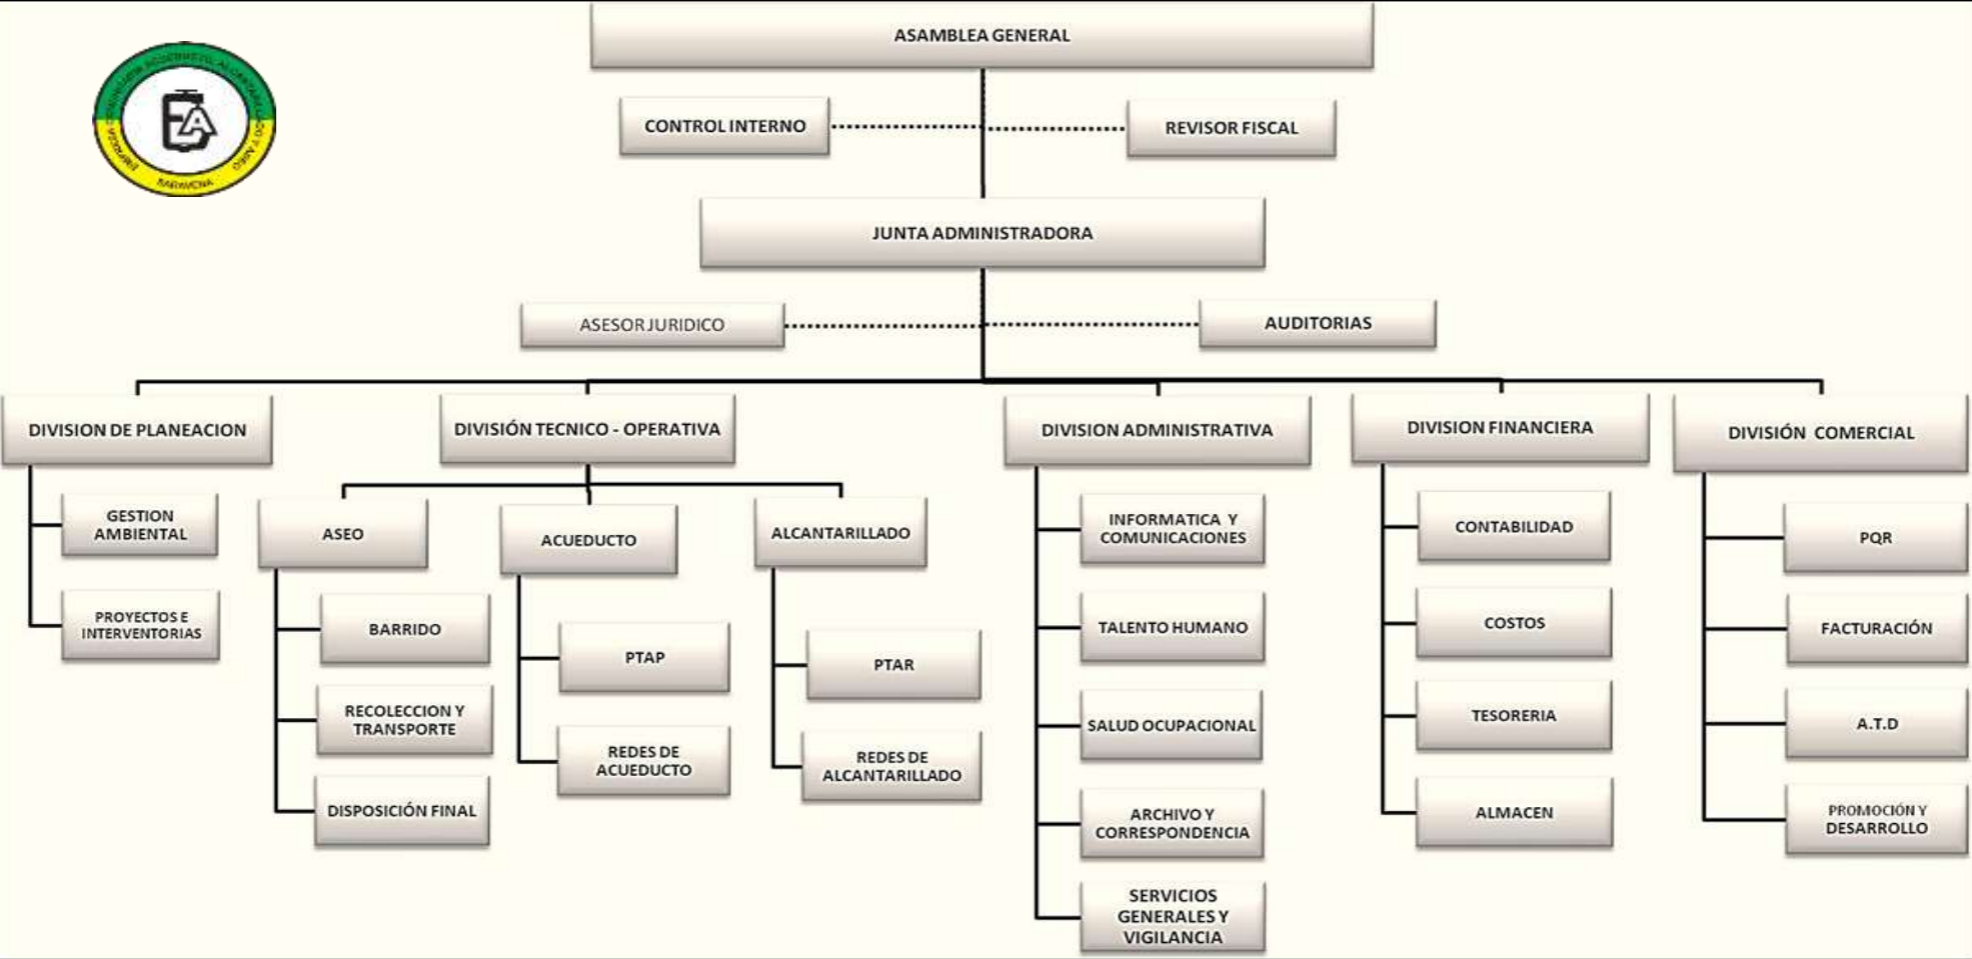 ASAMBLEA GENERAL
CONTROL INTERNO
REVISOR FISCAL
JUNTA ADMINISTRADORA
ASESOR JURIDICO
AUDITORIAS
DIVISION DE PLANEACION
DIVISIÓN TECNICO - OPERATIVA
DIVISION ADMINISTRATIVA
DIVISION FINANCIERA
DIVISIÓN COMERCIAL
GESTION
AMBIENTAL
PROYECTOS E
INTERVENTORIAS
ASEO
BARRIDO
RECOLECCION Y
TRANSPORTE
DISPOSICIÓN FINAL
ACUEDUCTO
PTAP
REDES DE
ACUEDUCTO
ALCANTARILLADO
PTAR
REDES DE
ALCANTARILLADO
INFORMATICA Y
COMUNICACIONES
TALENTO HUMANO
SALUD OCUPACIONAL
ARCHIVO Y
CORRESPONDENCIA
SERVICIOS
GENERALES Y
VIGILANCIA
CONTABILIDAD
COSTOS
TESORERIA
ALMACEN
PQR
FACTURACIÓN
A.T.D
PROMOCIÓN Y
DESARROLLO